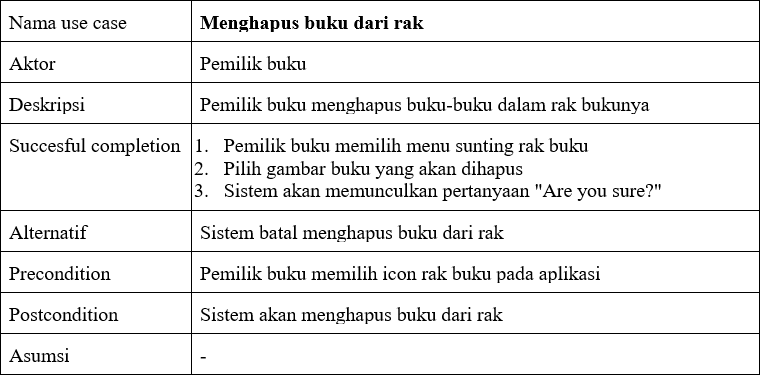 Nama use case Menghapus buku dari rak
Aktor Pemilik buku
Deskripsi Pemilik buku menghapus buku-buku dalam rak bukunya
Succesful completion 1. Pemilik buku memilih menu sunting rak buku
2. Pilih gambar buku yang akan dihapus
3. Sistem akan memunculkan pertanyaan "Are you sure?"
Alternatif Sistem batal menghapus buku dari rak
Precondition Pemilik buku memilih icon rak buku pada aplikasi
Postcondition Sistem akan menghapus buku dari rak
Asumsi -